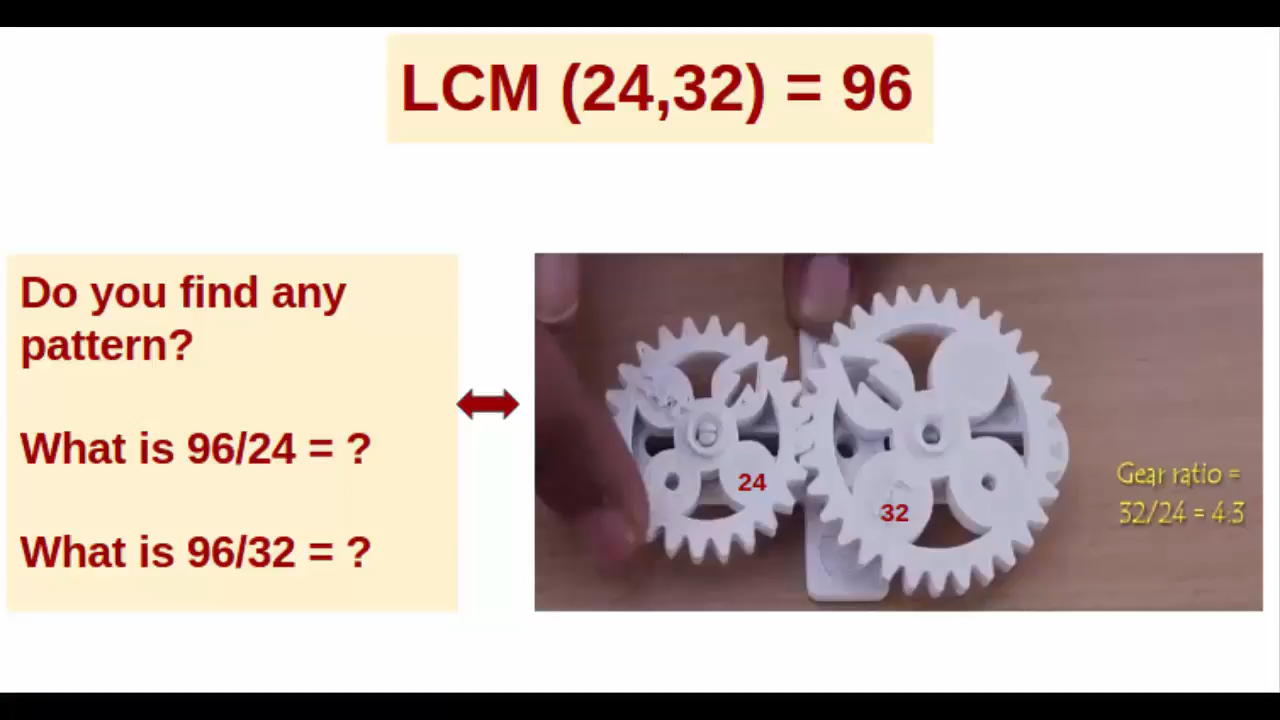 LCM (24,32) = 96
Do you find any
pattern?
What is 96/24 = ?
What is 96/32 = ?
24
32
Gear ratio =
32/24 = 4:3